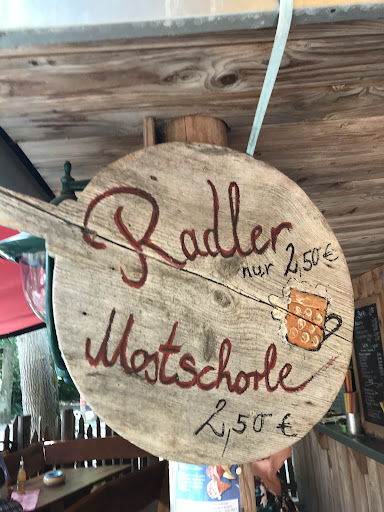 Radler
nur 2,50 €
Mostschorle
2,50 €